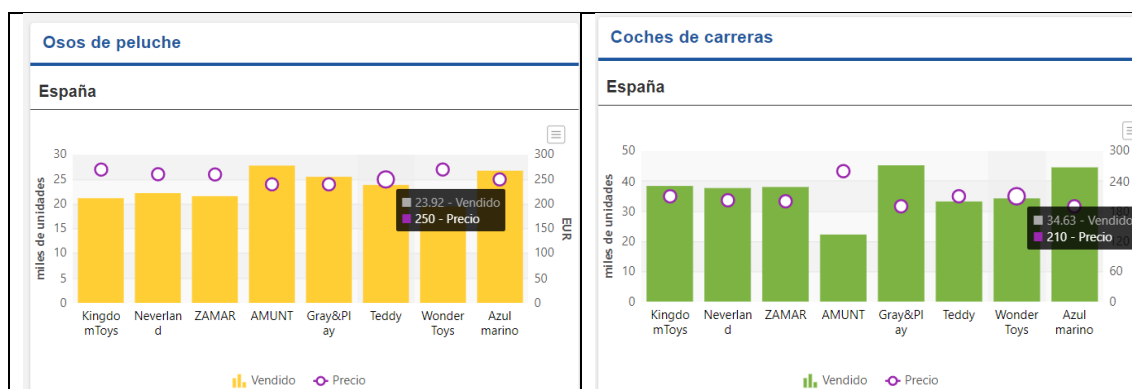 Osos de peluche
España
30
25
20
15
10
5
0
miles de unidades
300
250
200
150
100
50
0
EUR
23.92 - Vendido
250 - Precio
Kingdo
mToys
Neverlan
d
ZAMAR
AMUNT
Gray&Pl
ay
Teddy
Wonder
Toys
Azul
marino
Vendido
Precio
Coches de carreras
España
50
40
30
20
10
0
miles de unidades
300
240
180
120
60
0
34.63 - Vendido
210 - Precio
Kingdo
mToys
Neverlan
d
ZAMAR
AMUNT
Gray&Pl
ay
Teddy
Wonder
Toys
Azul
marino
Vendido
Precio